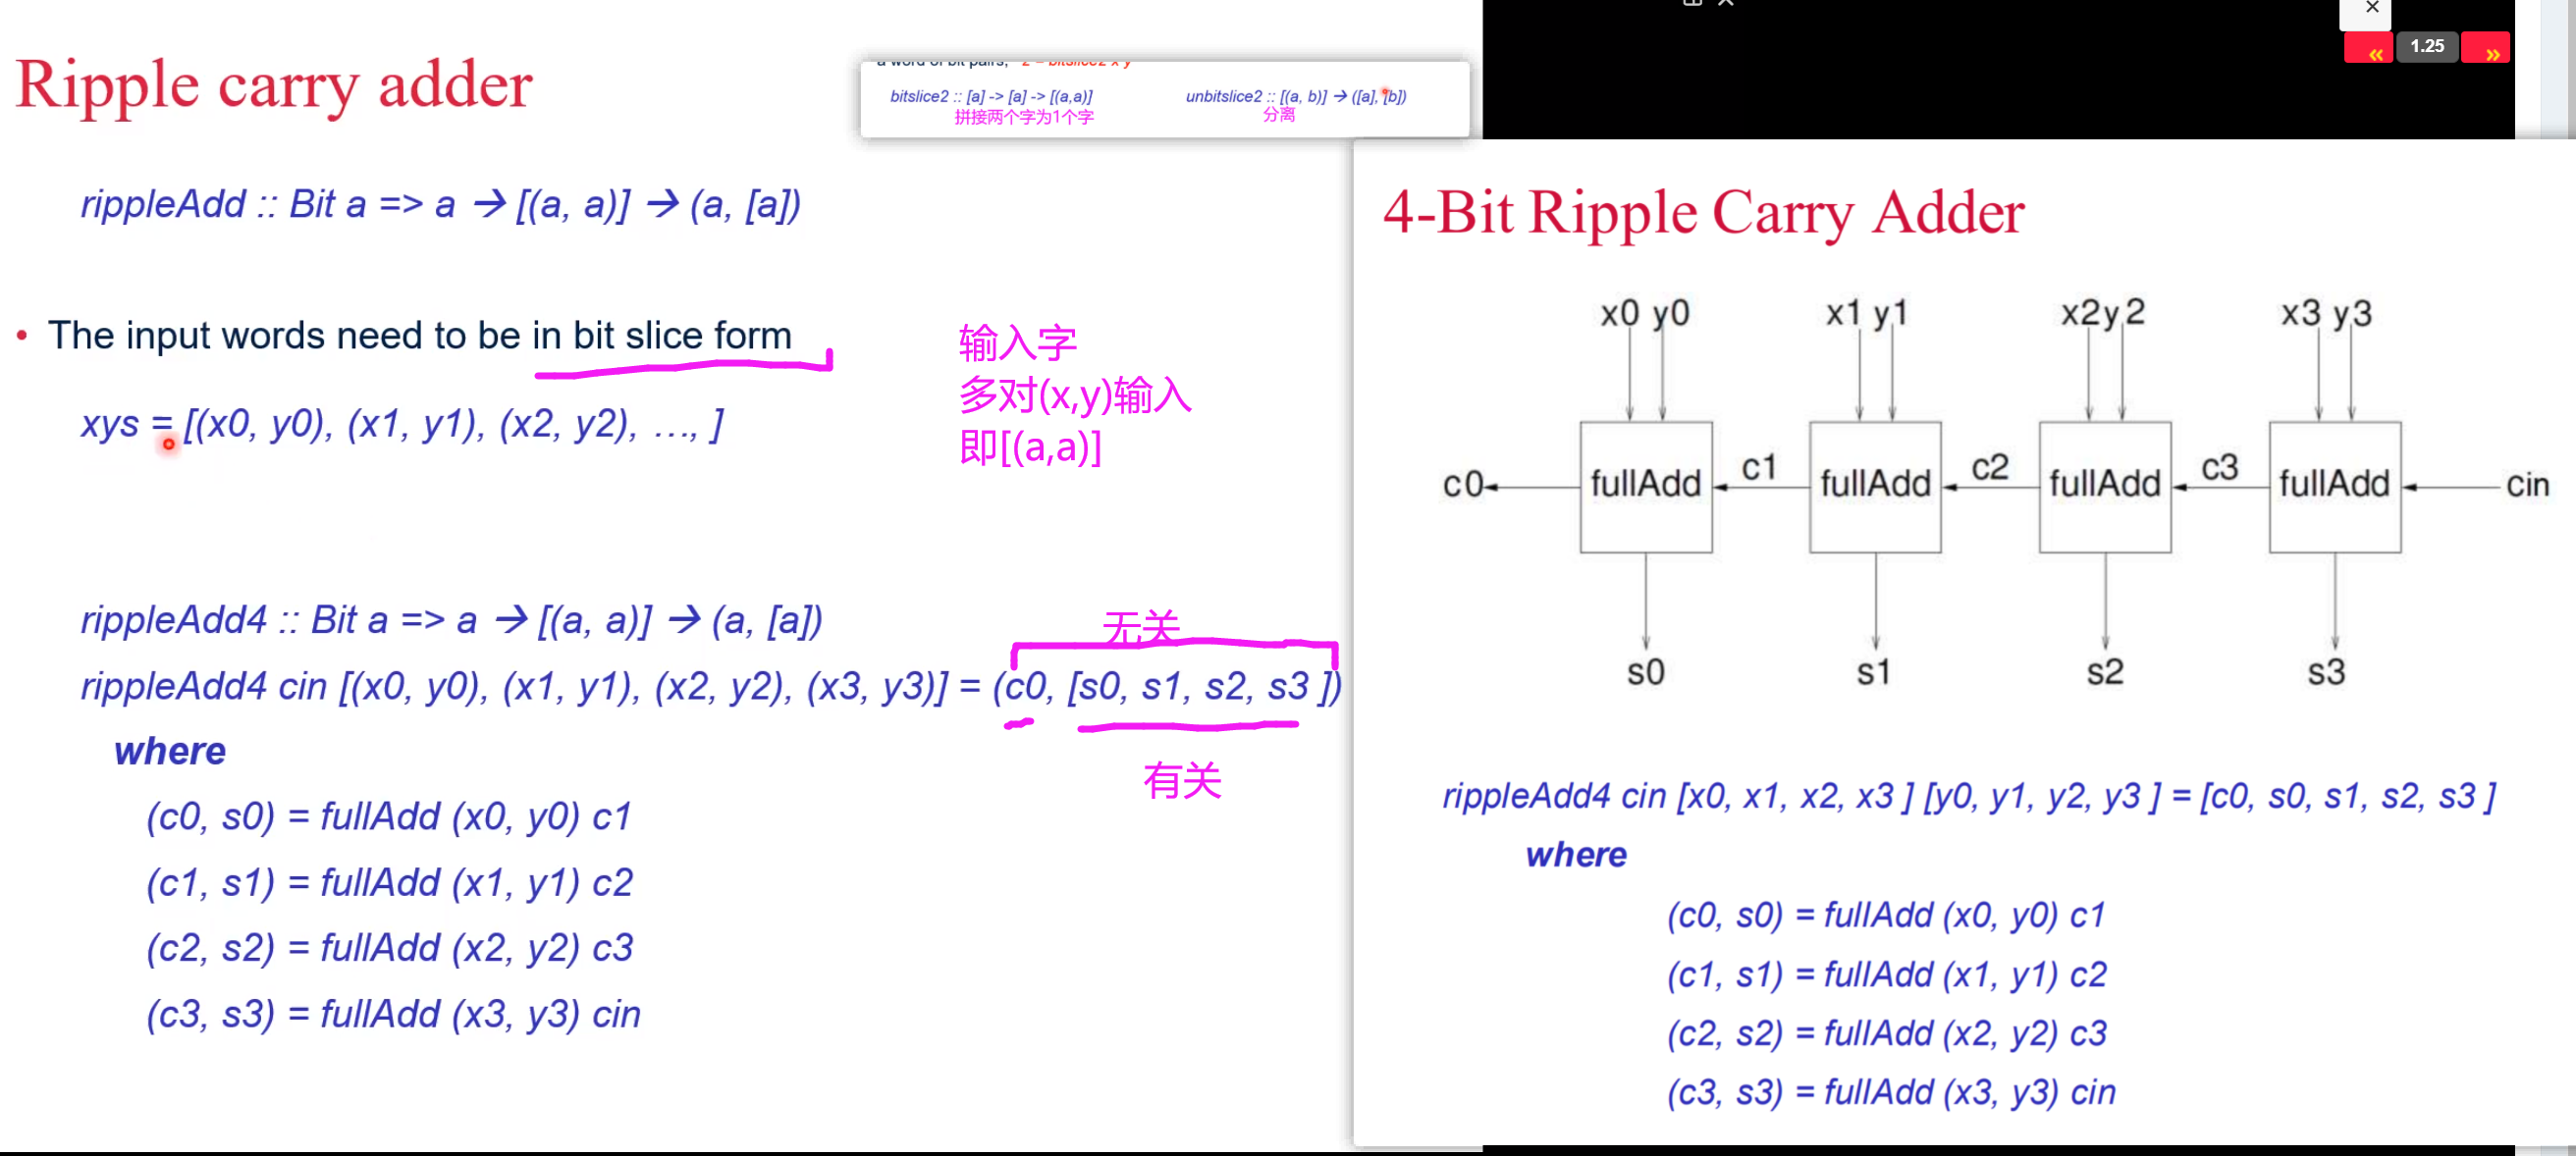 Ripple carry adder
a word of bit pairs, z = bitslice2 x y
bitslice2 :: [a] -> [a] -> [(a,a)]
拼接两个字为1个字
unbitslice2 :: [(a, b)] → ([a], [b])
分离
rippleAdd :: Bit a => a → [(a, a)] → (a, [a])
• The input words need to be in bit slice form
xys = [(x0, y0), (x1, y1), (x2, y2), …, ]
输入字
多对(x,y)输入
即[(a,a)]
rippleAdd4 :: Bit a => a → [(a, a)] → (a, [a])
无关
rippleAdd4 cin [(x0, y0), (x1, y1), (x2, y2), (x3, y3)] = (c0, [s0, s1, s2, s3 ])
有关
where
(c0, s0) = fullAdd (x0, y0) c1
(c1, s1) = fullAdd (x1, y1) c2
(c2, s2) = fullAdd (x2, y2) c3
(c3, s3) = fullAdd (x3, y3) cin
« 1.25 »
4-Bit Ripple Carry Adder
x0 y0 x1 y1 x2y2 x3 y3
c0 fullAdd c1 fullAdd c2 fullAdd c3 fullAdd cin
s0 s1 s2 s3
rippleAdd4 cin [x0, x1, x2, x3 ] [y0, y1, y2, y3 ] = [c0, s0, s1, s2, s3 ]
where
(c0, s0) = fullAdd (x0, y0) c1
(c1, s1) = fullAdd (x1, y1) c2
(c2, s2) = fullAdd (x2, y2) c3
(c3, s3) = fullAdd (x3, y3) cin